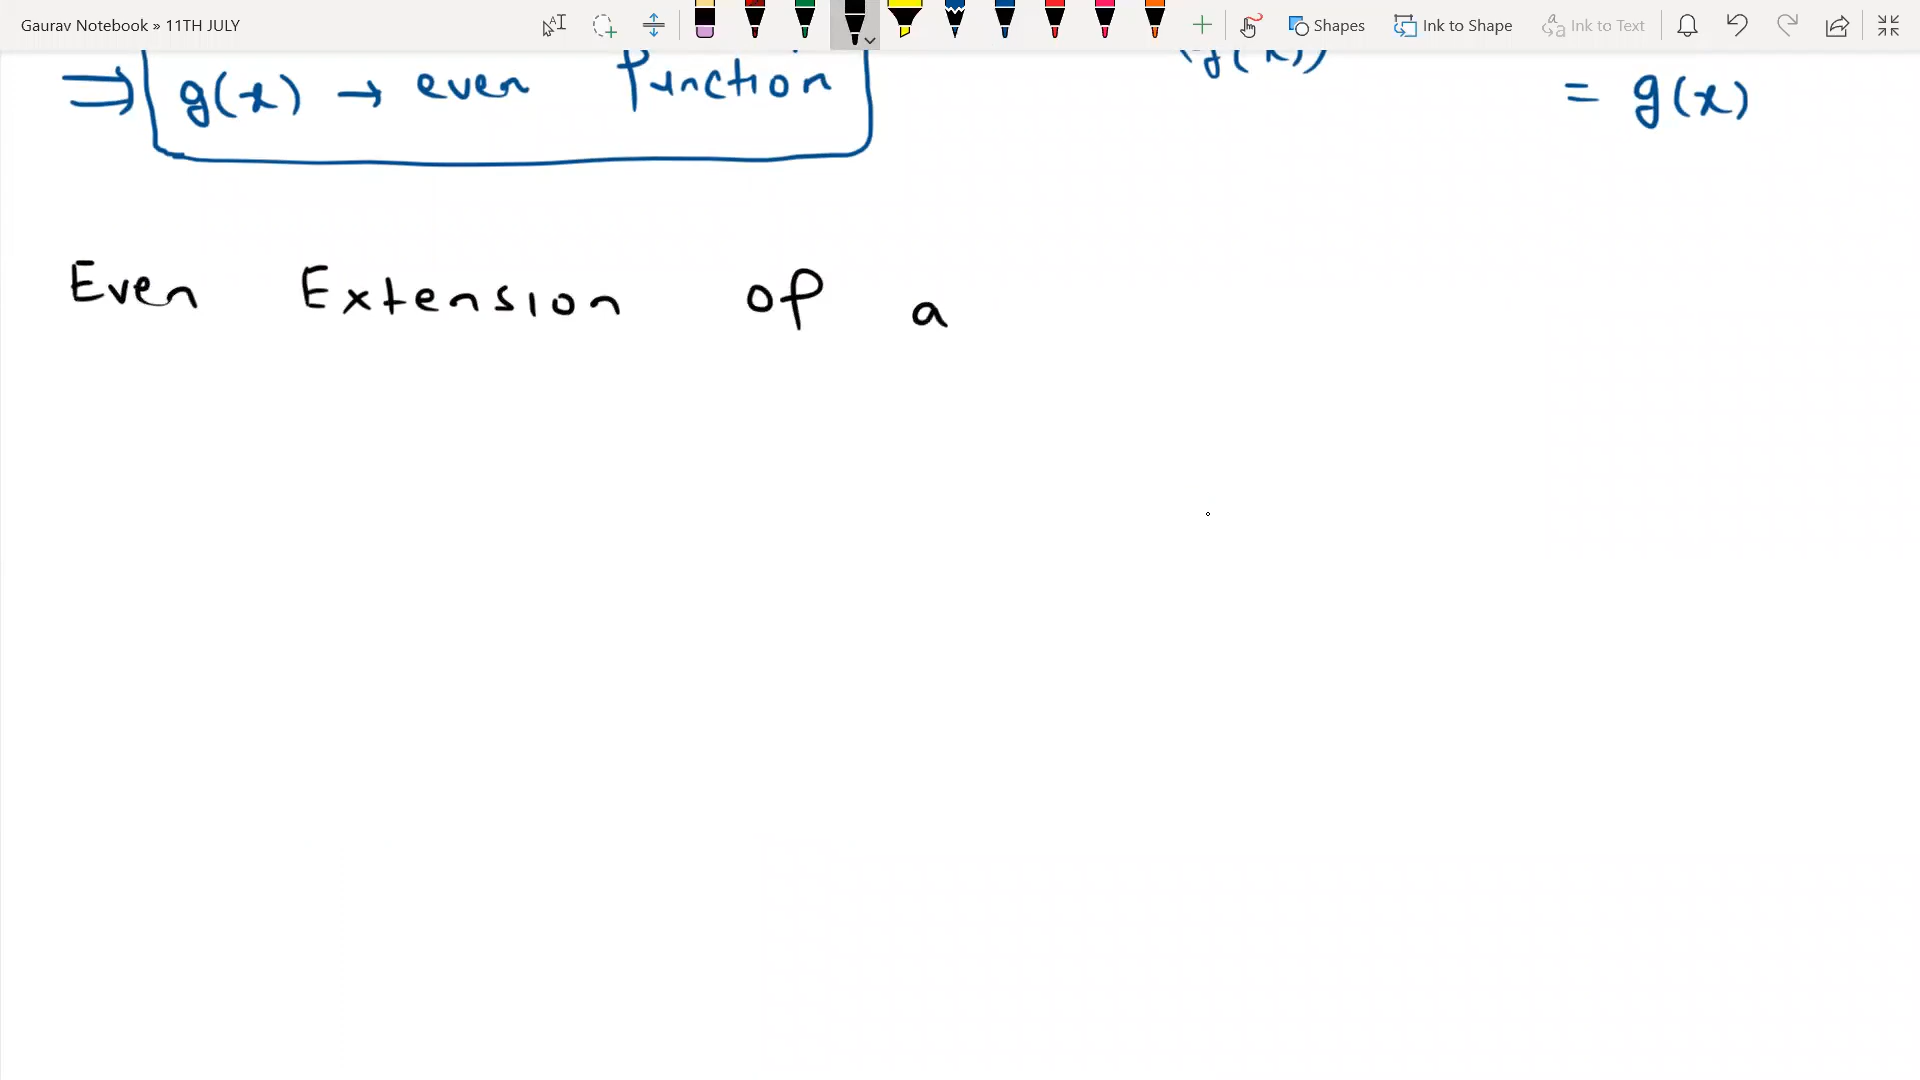 Gaurav Notebook » 11TH JULY
Shapes
Ink to Shape
Ink to Text
⇒ g(x) → even function
(g(x))
= g(x)
Even Extension of a